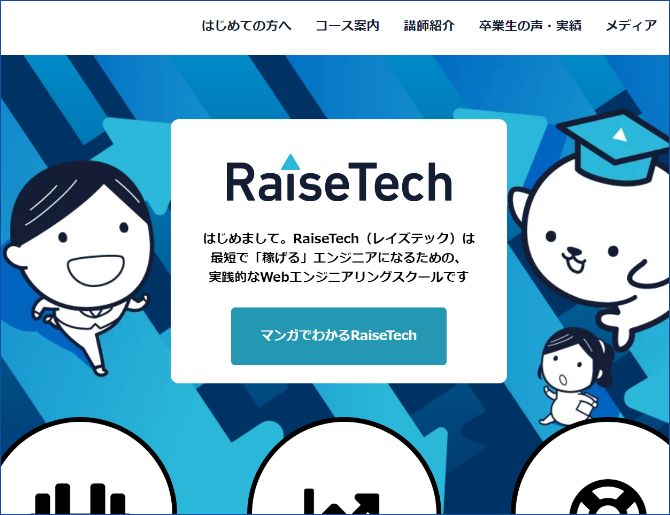 はじめての方へ コース案内 講師紹介 卒業生の声・実績 メディア
RaiseTech
はじめまして。RaiseTech（レイズテック）は
最短で「稼げる」エンジニアになるための、
実践的なWebエンジニアリングスクールです
マンガでわかるRaiseTech